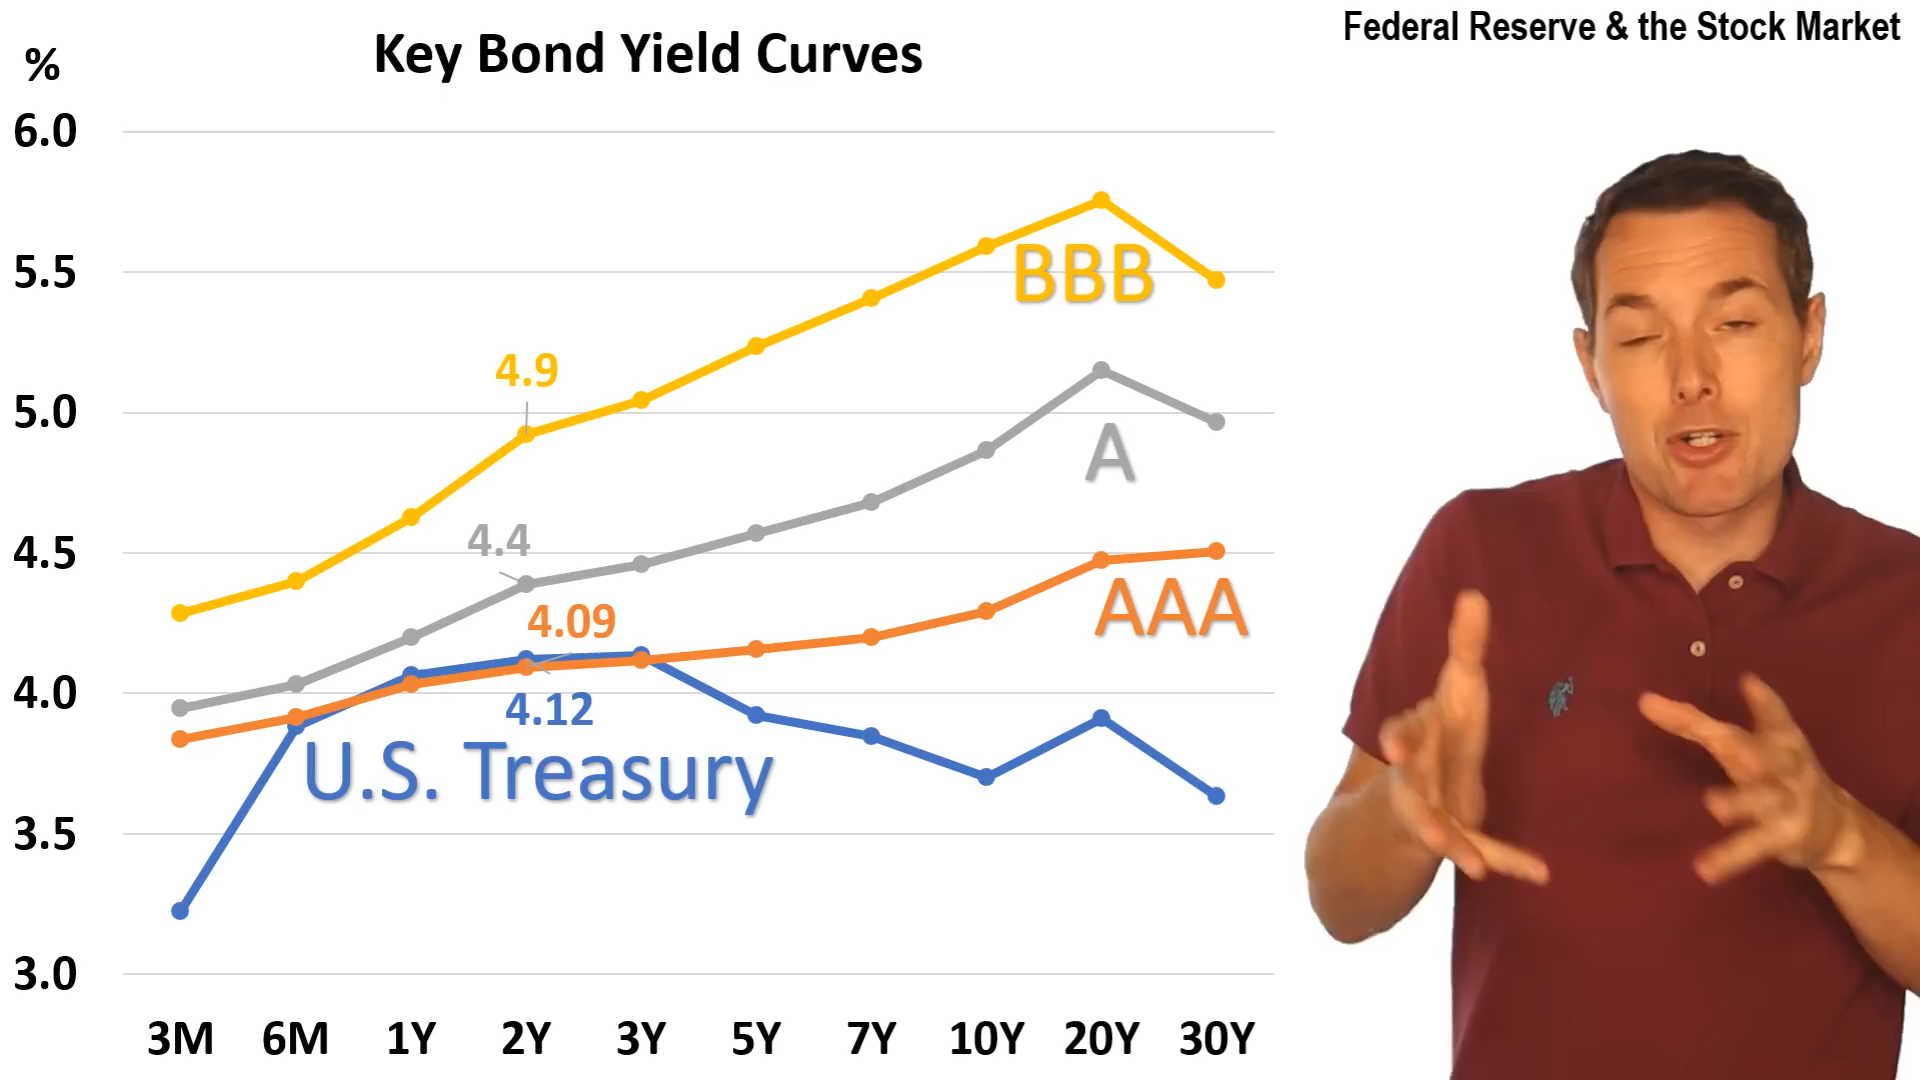 Federal Reserve & the Stock Market
Key Bond Yield Curves
%
6.0
5.5
5.0
4.5
4.0
3.5
3.0
BBB
4.9
A
4.4
AAA
4.09
4.12
U.S. Treasury
3M 6M 1Y 2Y 3Y 5Y 7Y 10Y 20Y 30Y